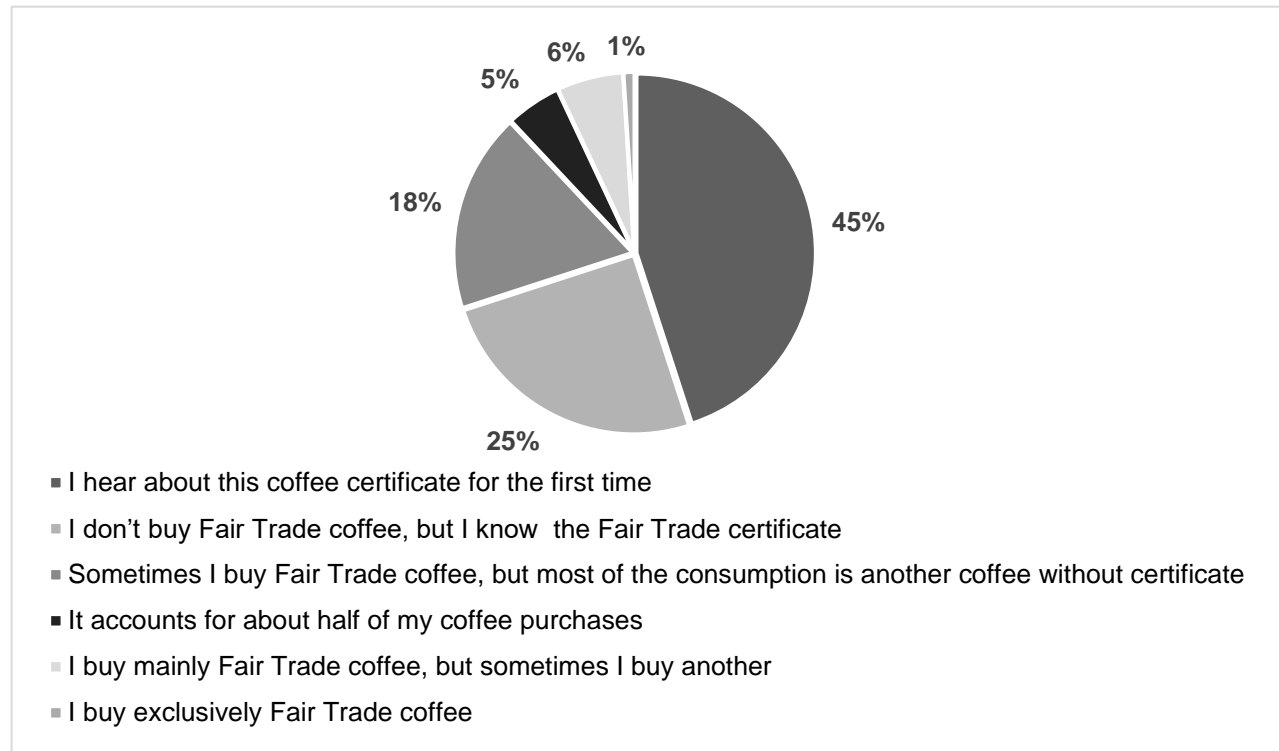 6%
1%
5%
18%
45%
25%
I hear about this coffee certificate for the first time
I don’t buy Fair Trade coffee, but I know  the Fair Trade certificate
Sometimes I buy Fair Trade coffee, but most of the consumption is another coffee without certificate
It accounts for about half of my coffee purchases
I buy mainly Fair Trade coffee, but sometimes I buy another
I buy exclusively Fair Trade coffee